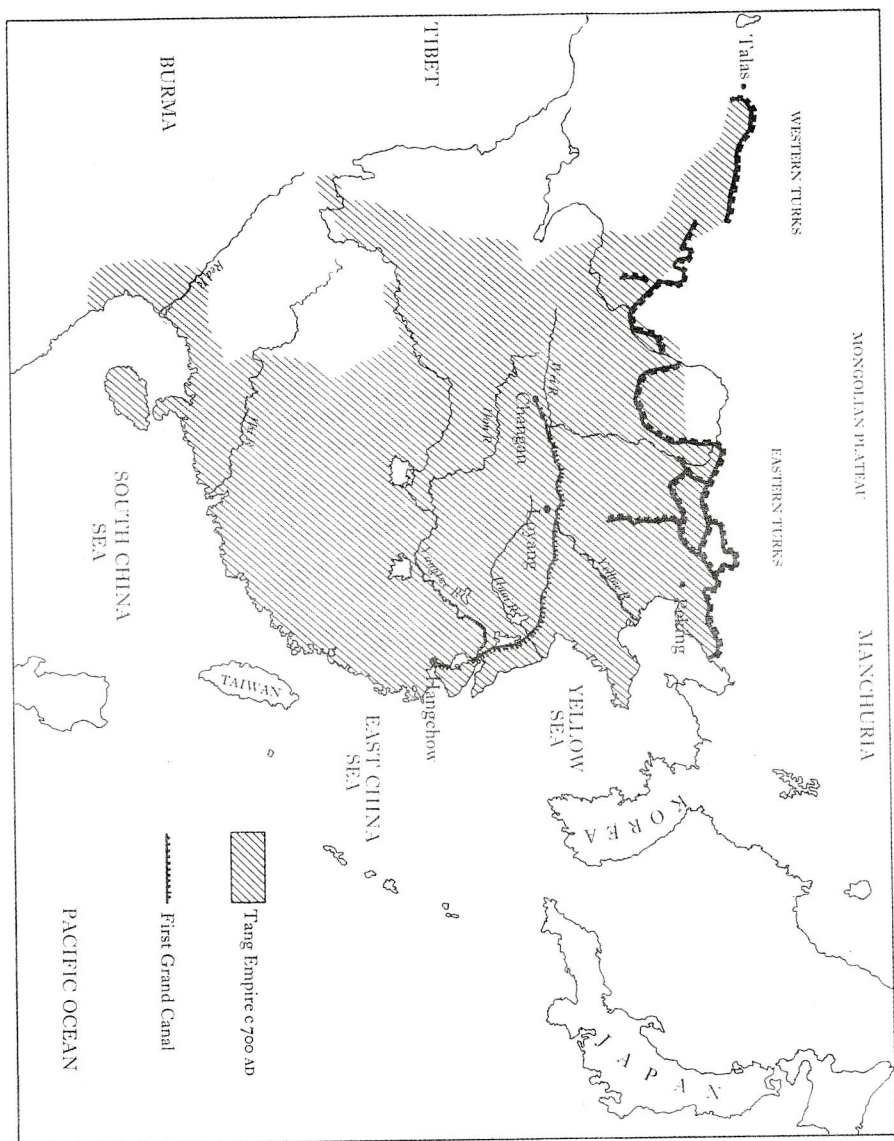 Talas
WESTERN TURKS
MONGOLIAN PLATEAU
EASTERN TURKS
MANCHURIA
TIBET
BURMA
Wei R
Changan
Loyang
Han R
Huai R
Yangtze R
Yellow R
Peking
Hangchow
Red R
Hsi R
SOUTH CHINA
SEA
TAIWAN
EAST CHINA
SEA
YELLOW
SEA
KOREA
JAPAN
Tang Empire c 700 AD
First Grand Canal
PACIFIC OCEAN